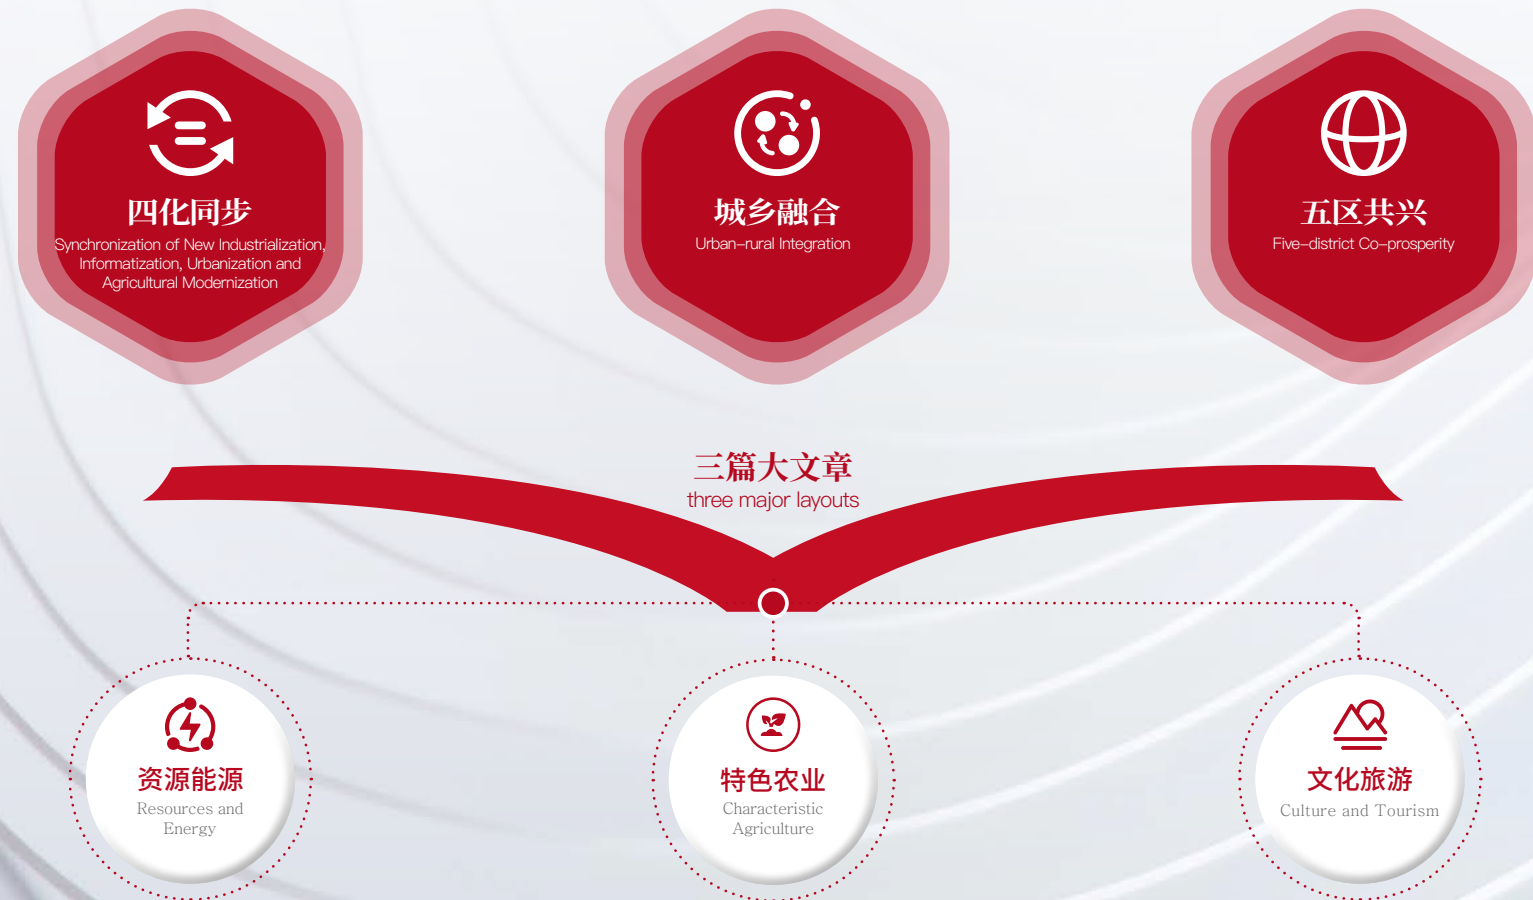 四化同步
Synchronization of New Industrialization,
Informatization, Urbanization and
Agricultural Modernization
城乡融合
Urban-rural Integration
五区共兴
Five-district Co-prosperity
三篇大文章
three major layouts
资源能源
Resources and
Energy
特色农业
Characteristic
Agriculture
文化旅游
Culture and Tourism